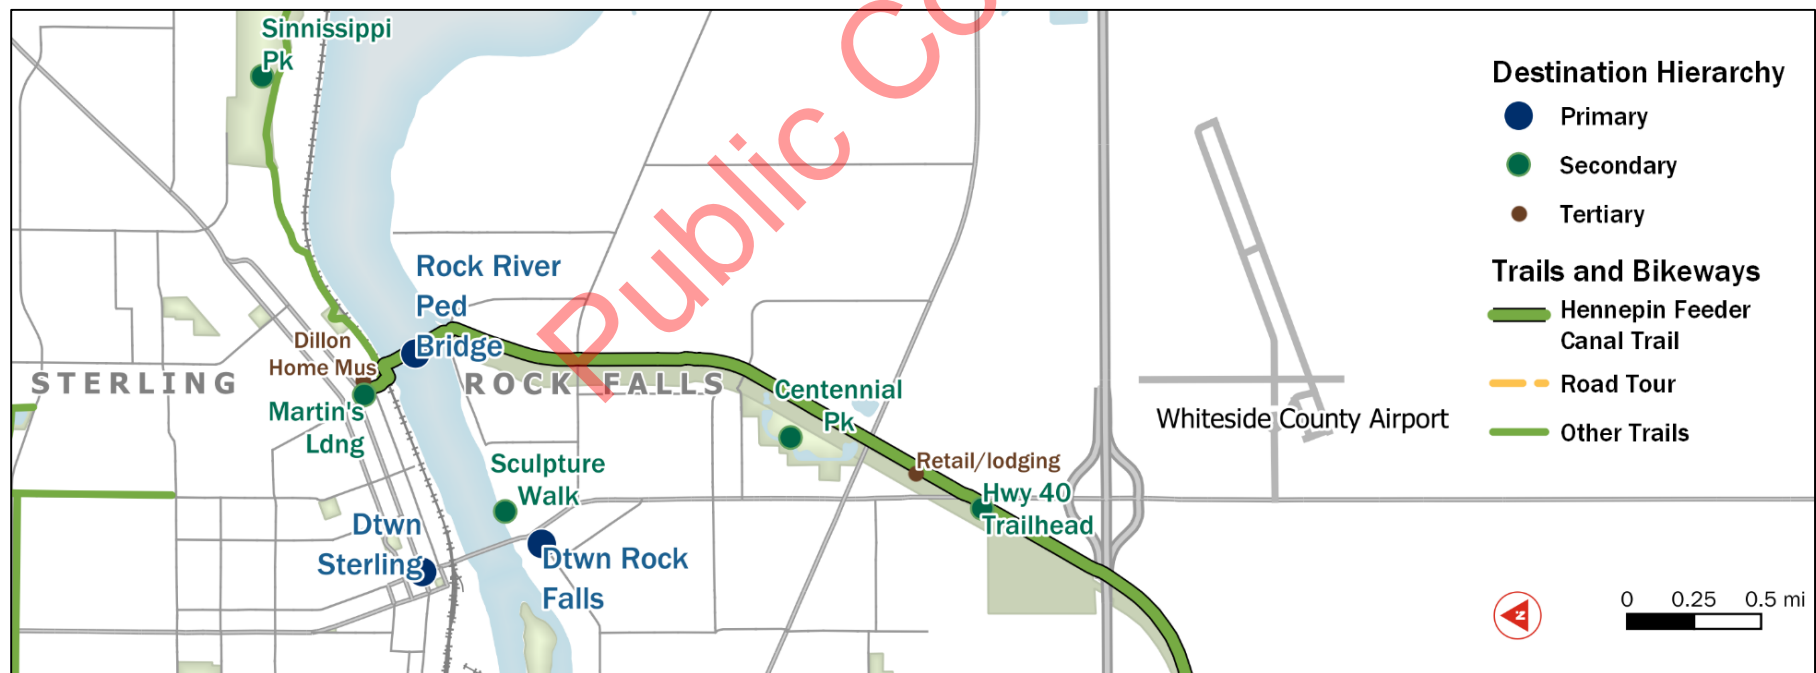 Sinnissippi
Pk
Rock River
Ped
Bridge
Dillon
Home Mus
STERLING
ROCK FALLS
Martin's
Ldng
Centennial
Pk
Sculpture
Walk
Retail/lodging
Hwy 40
Trailhead
Dtwn
Sterling
Dtwn Rock
Falls
Whiteside County Airport
Public Co
Destination Hierarchy
Primary
Secondary
Tertiary
Trails and Bikeways
Hennepin Feeder
Canal Trail
Road Tour
Other Trails
N
0 0.25 0.5 mi